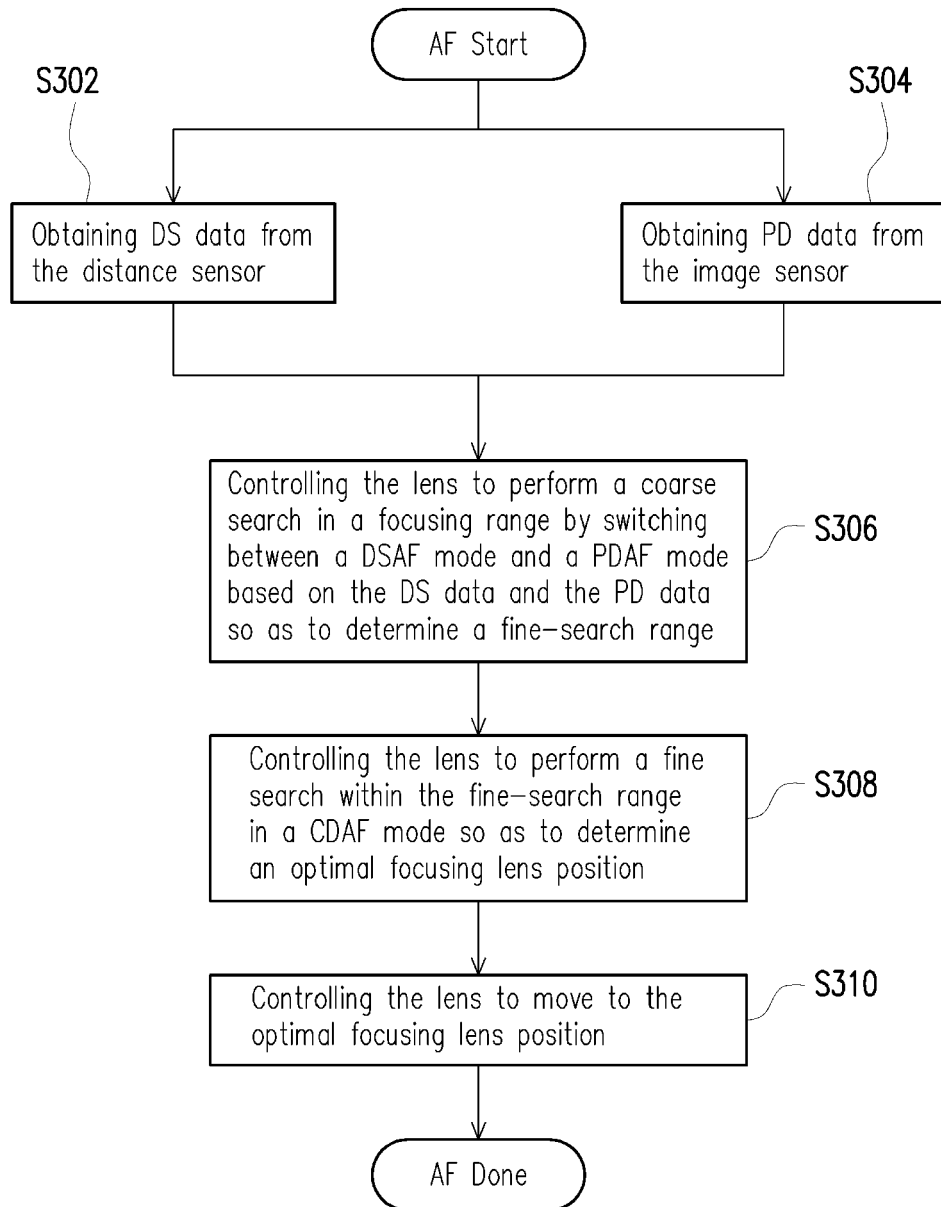 AF Start
S302
S304
Obtaining DS data from
the distance sensor
Obtaining PD data from
the image sensor
Controlling the lens to perform a coarse
search in a focusing range by switching
between a DSAF mode and a PDAF mode
based on the DS data and the PD data
so as to determine a fine-search range
S306
Controlling the lens to perform a fine
search within the fine-search range
in a CDAF mode so as to determine
an optimal focusing lens position
S308
Controlling the lens to move to the
optimal focusing lens position
S310
AF Done